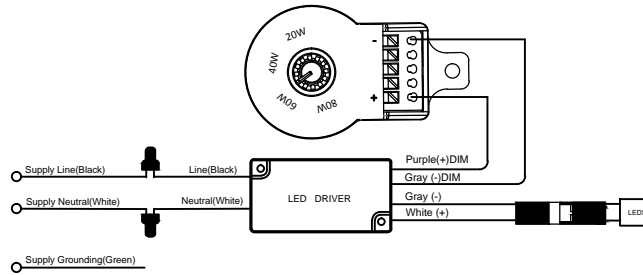 20W
40W
60W
80W
-
+
Purple(+)DIM
Gray (-)DIM
Supply Line(Black)
Line(Black)
Gray (-)
Supply Neutral(White)
Neutral(White)
LED DRIVER
White (+)
LEDS
Supply Grounding(Green)